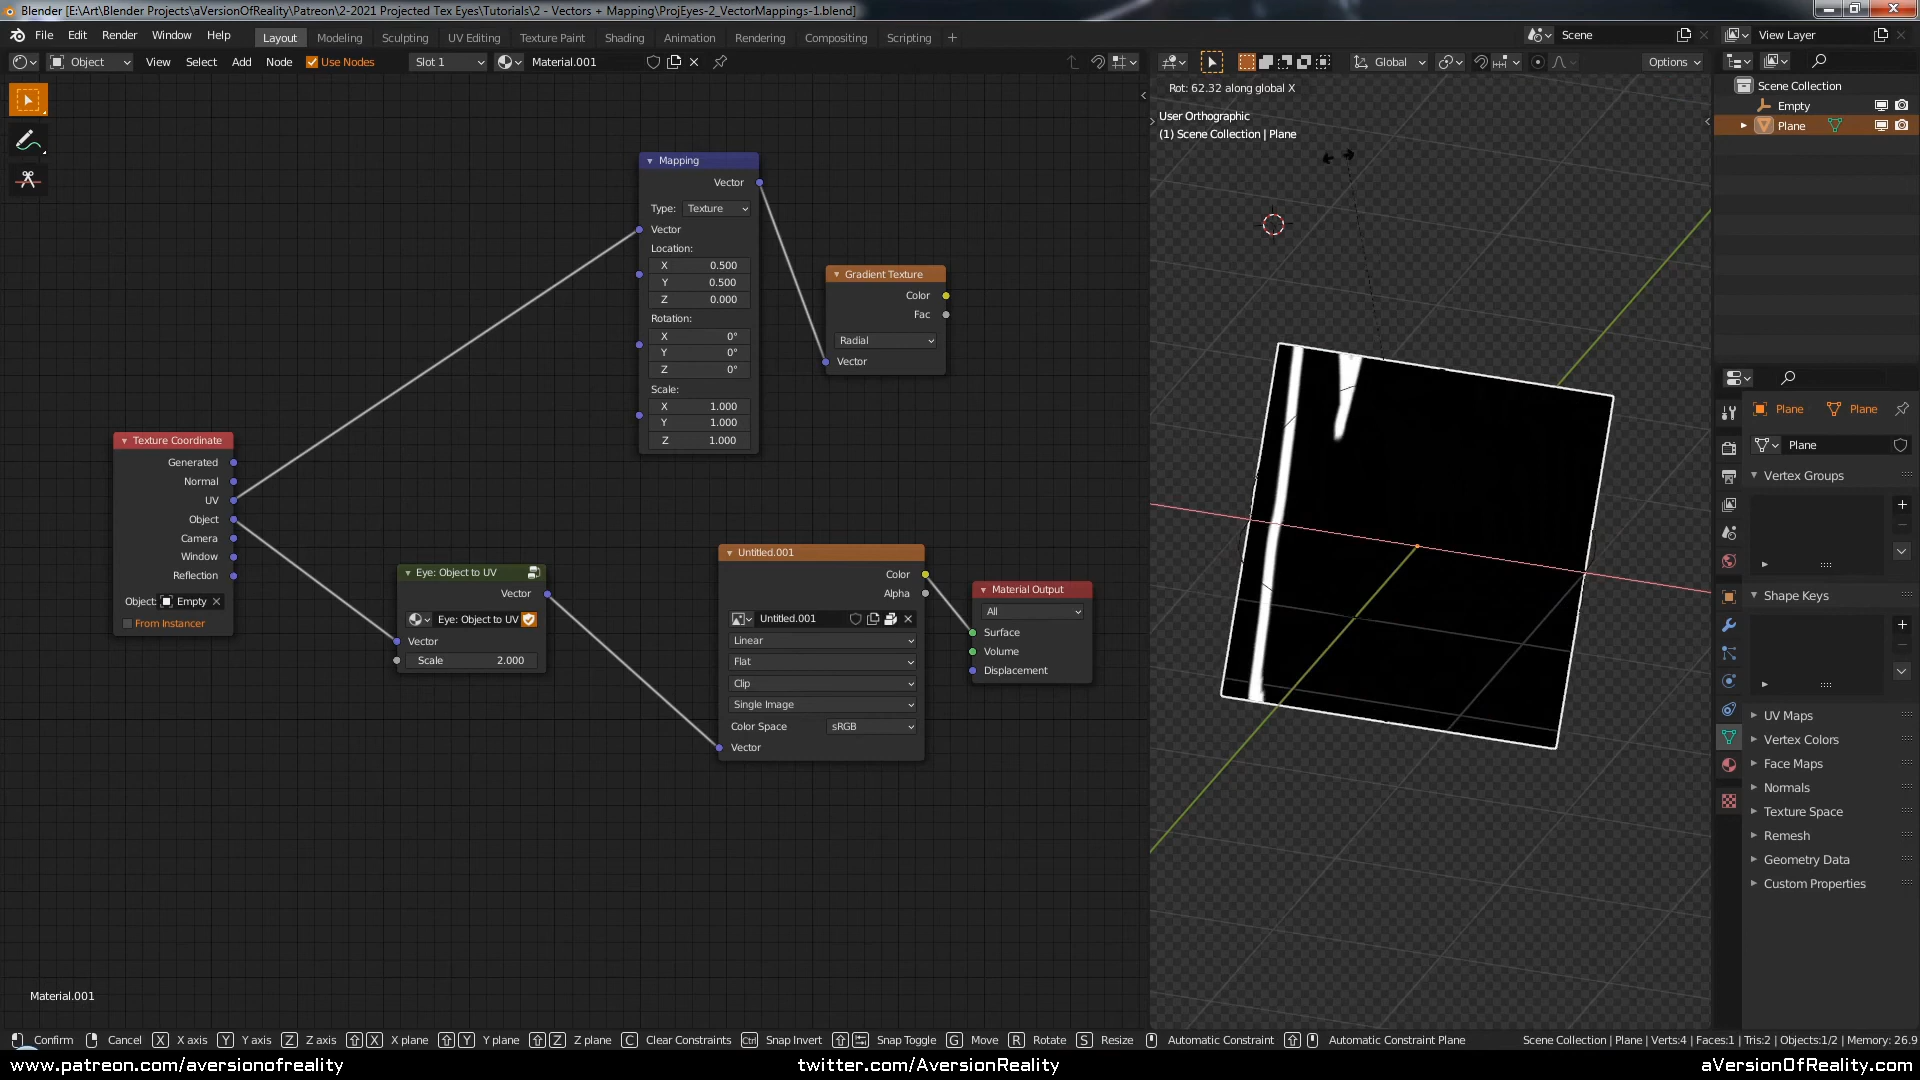 Blender [E:\Art\Blender Projects\aVersionOfReality\Patreon\2-2021 Projected Tex Eyes\Tutorials\2 - Vectors + Mapping\ProjEyes-2_VectorMappings-1.blend]
File Edit Render Window Help Layout Modeling Sculpting UV Editing Texture Paint Shading Animation Rendering Compositing Scripting + Scene View Layer
Object View Select Add Node Use Nodes Slot 1 Material.001 Global Options
Rot: 62.32 along global X
User Orthographic
(1) Scene Collection | Plane
Scene Collection
Empty
Plane
Mapping
Vector
Type: Texture
Vector
Location:
X 0.500
Y 0.500
Z 0.000
Rotation:
X 0°
Y 0°
Z 0°
Scale:
X 1.000
Y 1.000
Z 1.000
Gradient Texture
Color
Fac
Radial
Vector
Texture Coordinate
Generated
Normal
UV
Object
Camera
Window
Reflection
Object: Empty
From Instancer
Eye: Object to UV
Vector
Eye: Object to UV
Vector
Scale 2.000
Untitled.001
Color
Alpha
Untitled.001
Linear
Flat
Clip
Single Image
Color Space sRGB
Vector
Material Output
All
Surface
Volume
Displacement
Plane Plane
Plane
Vertex Groups
Shape Keys
UV Maps
Vertex Colors
Face Maps
Normals
Texture Space
Remesh
Geometry Data
Custom Properties
Material.001
Confirm Cancel X X axis Y Y axis Z Z axis X X plane Y Y plane Z Z plane C Clear Constraints Ctrl Snap Invert Snap Toggle G Move R Rotate S Resize Automatic Constraint Automatic Constraint Plane Scene Collection | Plane | Verts:4 | Faces:1 | Tris:2 | Objects:1/2 | Memory: 26.9
www.patreon.com/aversionofreality twitter.com/AversionReality aVersionOfReality.com